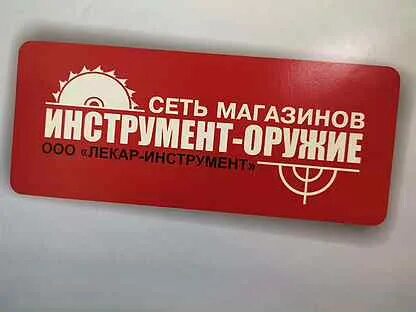 СЕТЬ МАГАЗИНОВ
ИНСТРУМЕНТ-ОРУЖИЕ
ООО «ЛЕКАР-ИНСТРУМЕНТ»